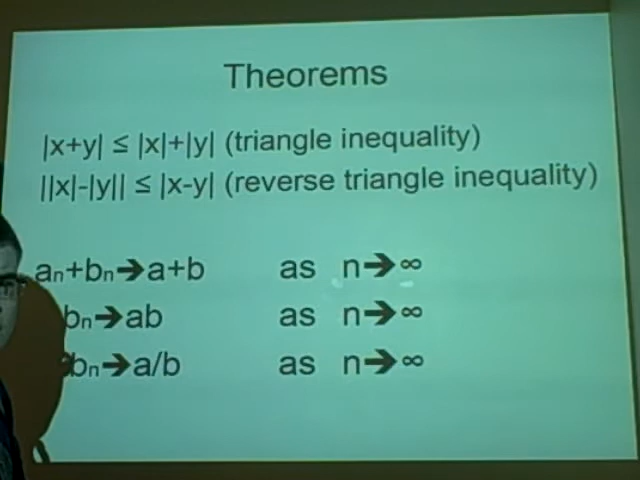 Theorems
|x+y| ≤ |x|+|y| (triangle inequality)
||x|-|y|| ≤ |x-y| (reverse triangle inequality)
an+bn➔a+b as n➔∞
bn➔ab as n➔∞
bn➔a/b as n➔∞